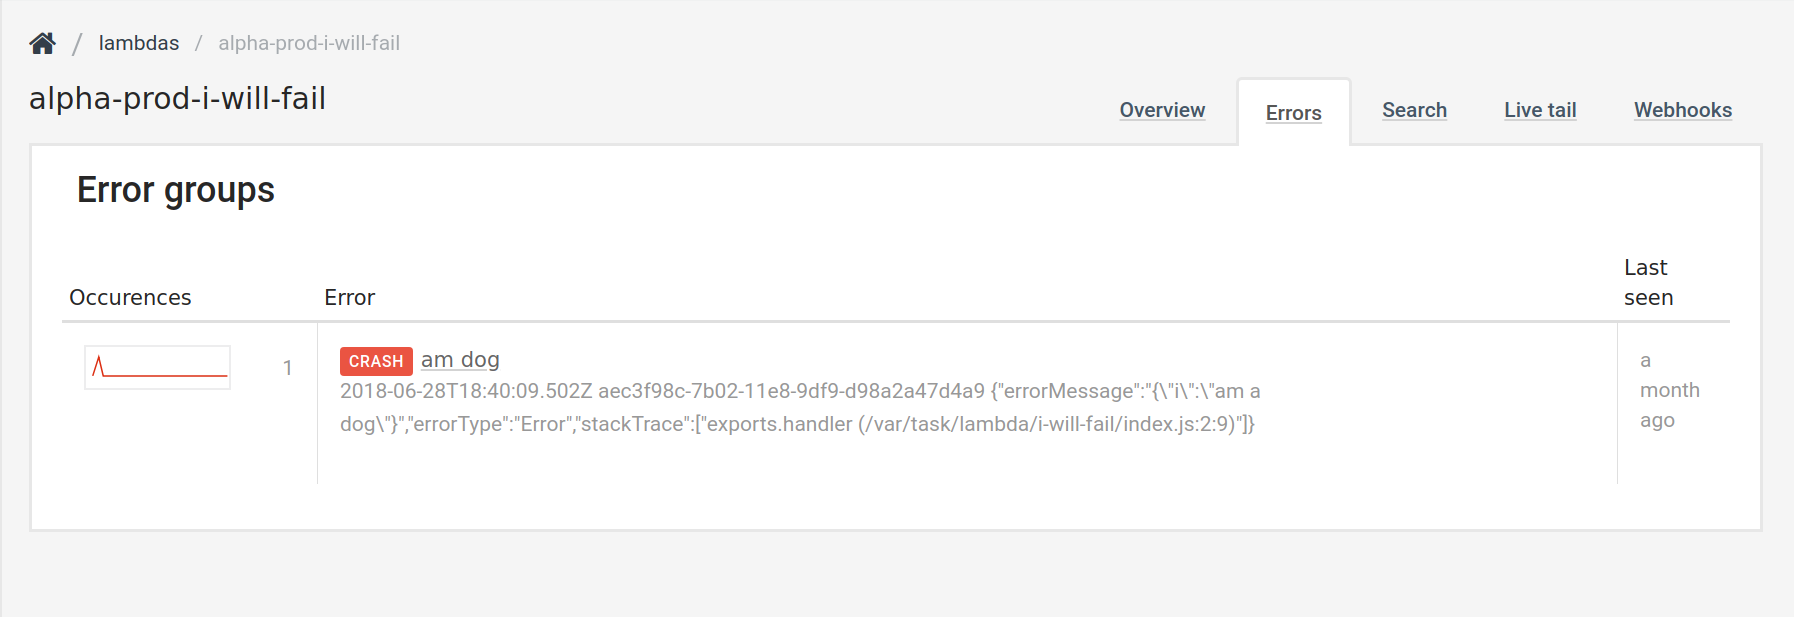 / lambdas / alpha-prod-i-will-fail
alpha-prod-i-will-fail
Overview Errors Search Live tail Webhooks
Error groups
Occurences Error Last seen
1
CRASH am dog
2018-06-28T18:40:09.502Z aec3f98c-7b02-11e8-9df9-d98a2a47d4a9 {"errorMessage":"{\"i\":\"am a
dog\"}","errorType":"Error","stackTrace":["exports.handler (/var/task/lambda/i-will-fail/index.js:2:9)"]}
a
month
ago